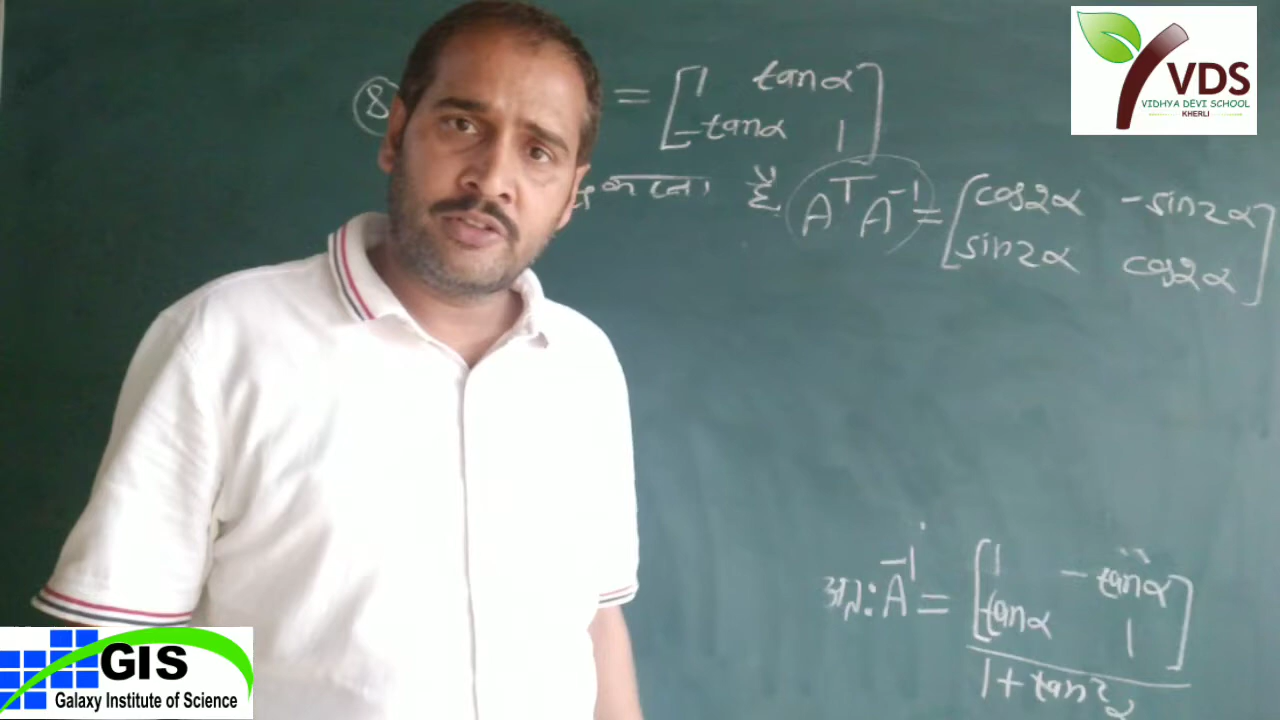 VDS
VIDHYA DEVI SCHOOL
KHERLI
8 = [1 tanα
-tanα 1]
है Aᵀ A⁻¹ = [cos2α -sin2α
sin2α cos2α]
अत: A⁻¹ = [1 -tanα
tanα 1]
1 + tan²α
GIS
Galaxy Institute of Science